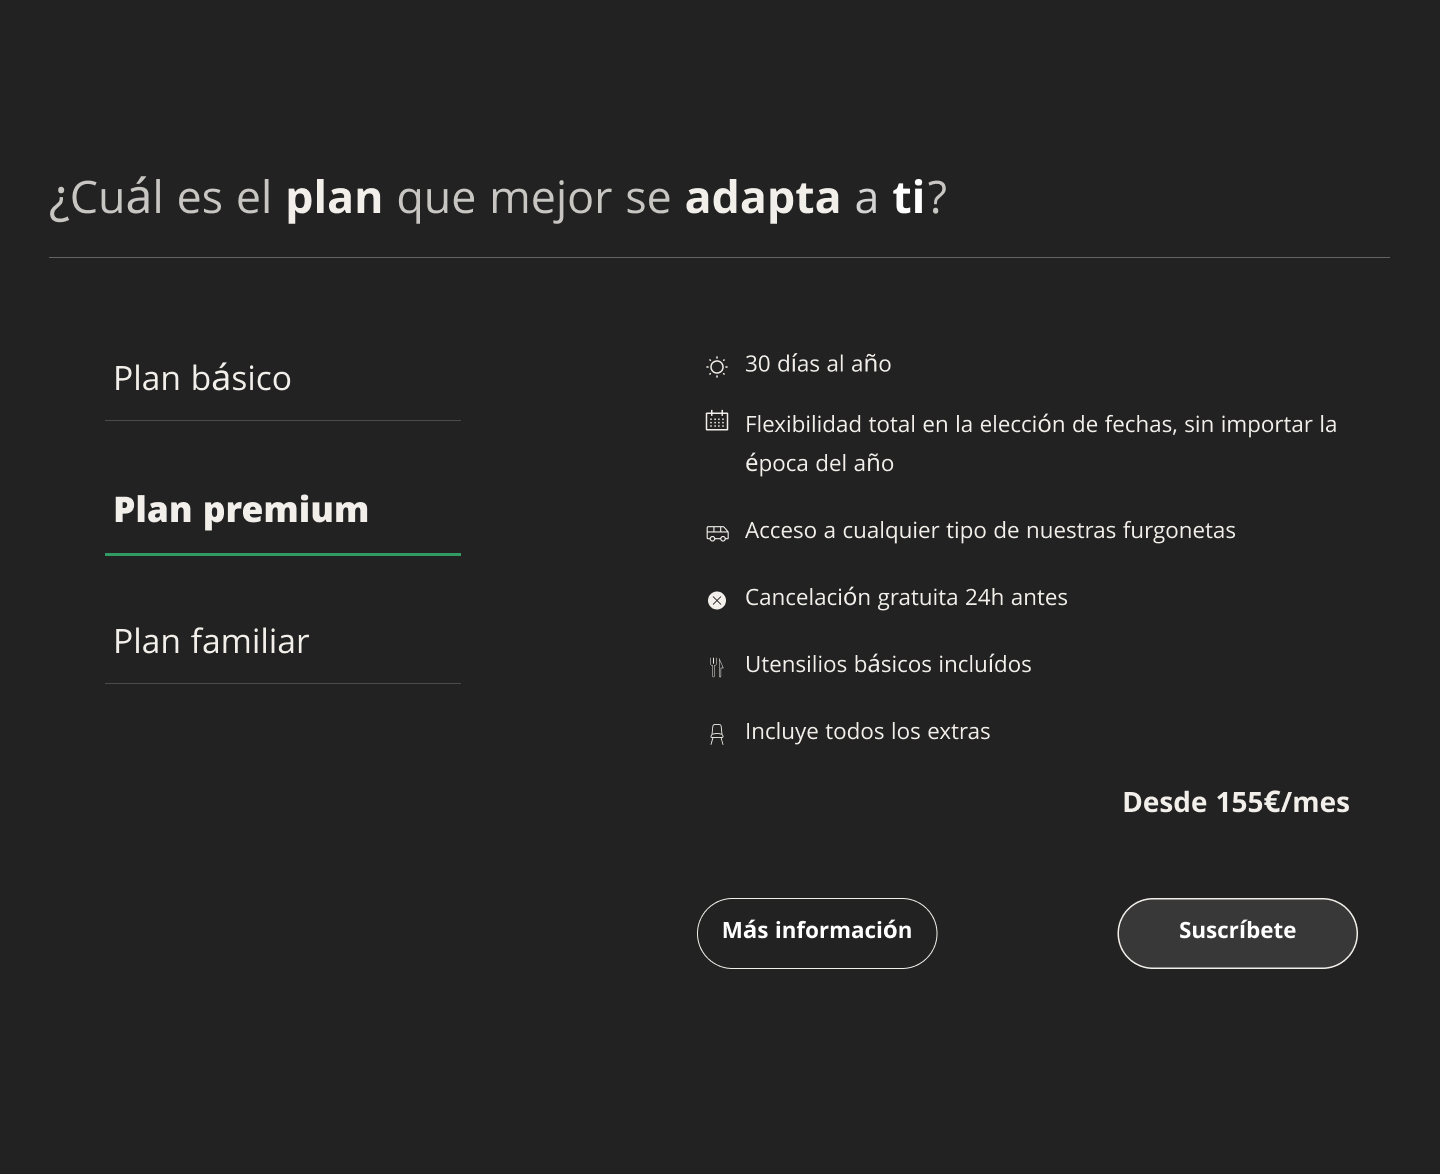 ¿Cuál es el plan que mejor se adapta a ti?
Plan básico
Plan premium
Plan familiar
30 días al año
Flexibilidad total en la elección de fechas, sin importar la
época del año
Acceso a cualquier tipo de nuestras furgonetas
Cancelación gratuita 24h antes
Utensilios básicos incluídos
Incluye todos los extras
Desde 155€/mes
Más información
Suscríbete